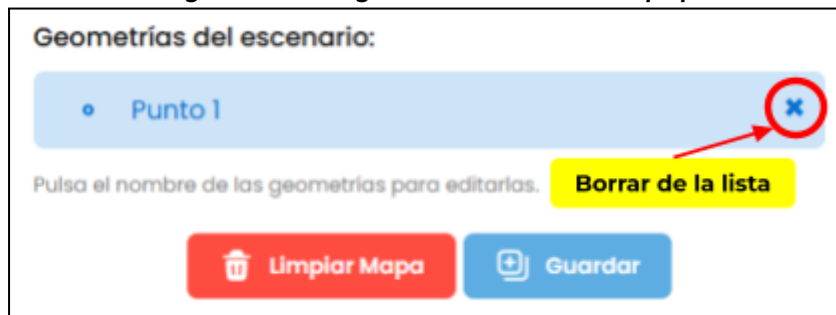 Geometrías del escenario:
Punto 1
Pulsa el nombre de las geometrías para editarlas.
Borrar de la lista
Limpiar Mapa
Guardar